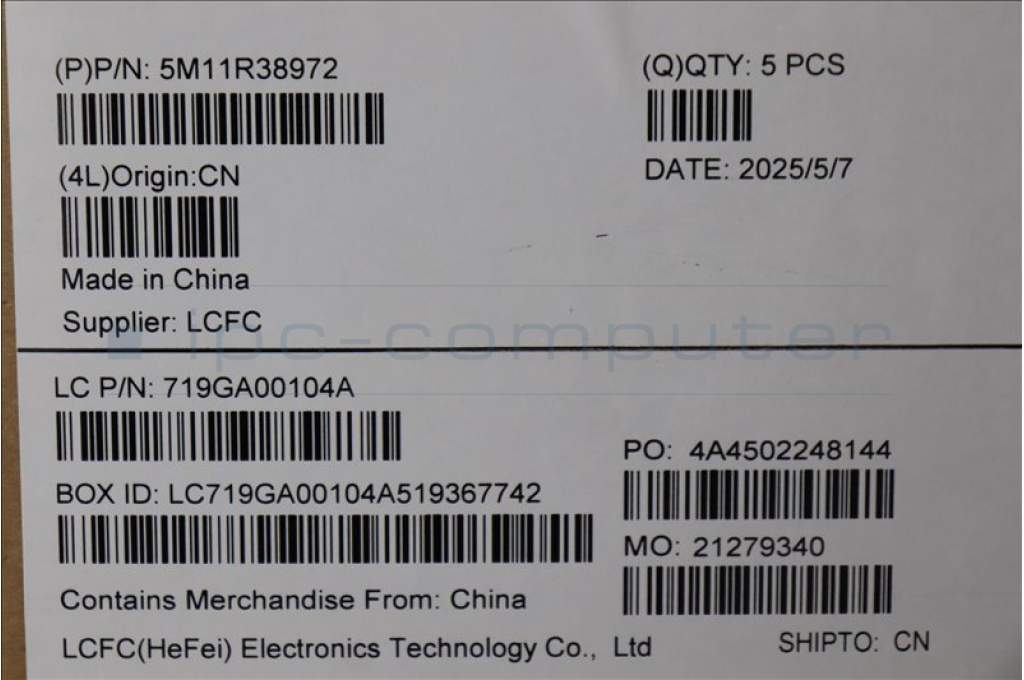 (P)P/N: 5M11R38972
(Q)QTY: 5 PCS
DATE: 2025/5/7
(4L)Origin:CN
Made in China
Supplier: LCFC
ipc-computer
LC P/N: 719GA00104A
PO: 4A4502248144
BOX ID: LC719GA00104A519367742
MO: 21279340
Contains Merchandise From: China
LCFC(HeFei) Electronics Technology Co., Ltd
SHIPTO: CN